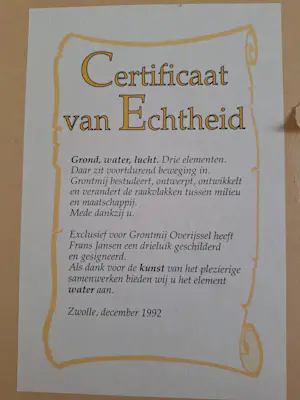 Certificaat
van Echtheid
Grond, water, lucht. Drie elementen.
Daar zit voortdurend beweging in.
Grontmij bestudeert, ontwerpt, ontwikkelt
en verandert de raakvlakken tussen milieu
en maatschappij.
Mede dankzij u.
Exclusief voor Grontmij Overijssel heeft
Frans Jansen een drieluik geschilderd
en gesigneerd.
Als dank voor de kunst van het plezierige
samenwerken bieden wij u het element
water aan.
Zwolle, december 1992